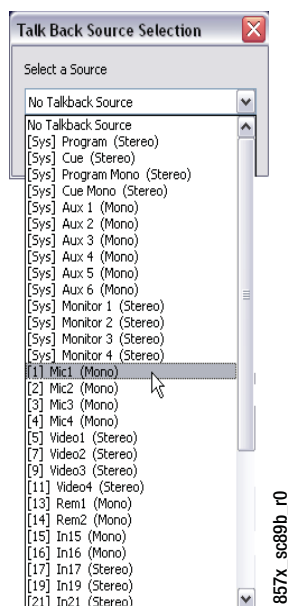 Talk Back Source Selection
Select a Source
No Talkback Source
No Talkback Source
[Sys] Program (Stereo)
[Sys] Cue (Stereo)
[Sys] Program Mono (Stereo)
[Sys] Cue Mono (Stereo)
[Sys] Aux 1 (Mono)
[Sys] Aux 2 (Mono)
[Sys] Aux 3 (Mono)
[Sys] Aux 4 (Mono)
[Sys] Aux 5 (Mono)
[Sys] Aux 6 (Mono)
[Sys] Monitor 1 (Stereo)
[Sys] Monitor 2 (Stereo)
[Sys] Monitor 3 (Stereo)
[Sys] Monitor 4 (Stereo)
[1] Mic1 (Mono)
[2] Mic2 (Mono)
[3] Mic3 (Mono)
[4] Mic4 (Mono)
[5] Video1 (Stereo)
[7] Video2 (Stereo)
[9] Video3 (Stereo)
[11] Video4 (Stereo)
[13] Rem1 (Mono)
[14] Rem2 (Mono)
[15] In15 (Mono)
[16] In16 (Mono)
[17] In17 (Stereo)
[19] In19 (Stereo)
[21] In21 (Stereo)
857x_sc89b_r0